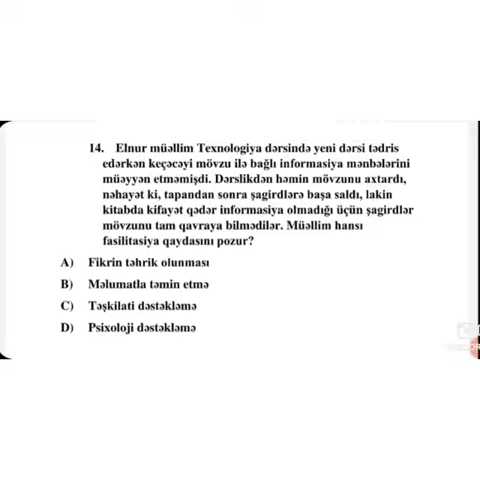 14. Elnur müəllim Texnologiya dərsində yeni dərsi tədris
edərkən keçəcəyi mövzu ilə bağlı informasiya mənbələrini
müəyyən etməmişdi. Dərslikdən həmin mövzunu axtardı,
nəhayət ki, tapandan sonra şagirdlərə başa saldı, lakin
kitabda kifayət qədər informasiya olmadığı üçün şagirdlər
mövzunu tam qavraya bilmədilər. Müəllim hansı
fasilitasiya qaydasını pozur?
A) Fikrin təhrik olunması
B) Məlumatla təmin etmə
C) Təşkilati dəstəkləmə
D) Psixoloji dəstəkləmə